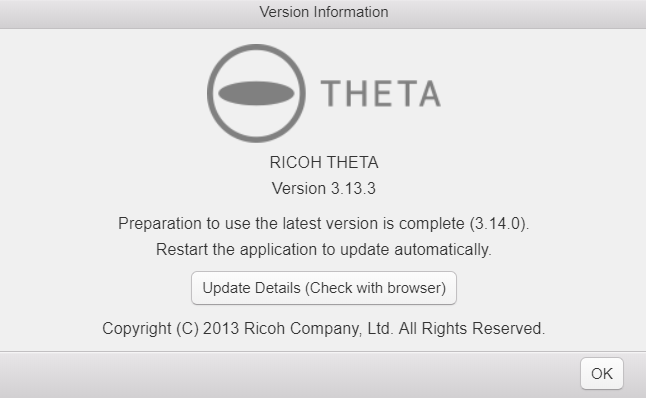 Version Information
THETA
RICOH THETA
Version 3.13.3
Preparation to use the latest version is complete (3.14.0).
Restart the application to update automatically.
Update Details (Check with browser)
Copyright (C) 2013 Ricoh Company, Ltd. All Rights Reserved.
OK